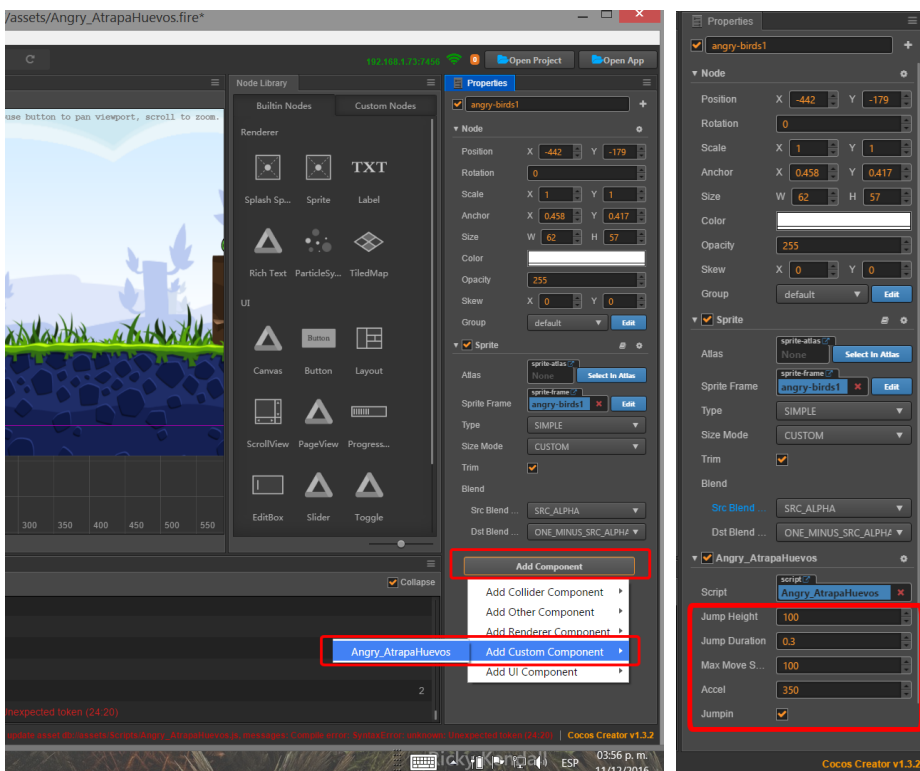 /assets/Angry_AtrapaHuevos.fire*
192.168.1.73:7456
0
Open Project
Open App
Node Library
Builtin Nodes
Custom Nodes
use button to pan viewport, scroll to zoom.
Renderer
TXT
Splash Sp...
Sprite
Label
Rich Text
ParticleSy...
TiledMap
UI
Button
Canvas
Button
Layout
ScrollView
PageView
Progress...
EditBox
Slider
Toggle
300 350 400 450 500 550
Collapse
2
Unexpected token (24:20)
Properties
angry-birds1
Node
Position X -442 Y -179
Rotation 0
Scale X 1 Y 1
Anchor X 0.458 Y 0.417
Size W 62 H 57
Color
Opacity 255
Skew X 0 Y 0
Group default Edit
Sprite
sprite-atlas
Atlas None Select In Atlas
sprite-frame
Sprite Frame angry-birds1 Edit
Type SIMPLE
Size Mode CUSTOM
Trim
Blend
Src Blend ... SRC_ALPHA
Dst Blend ... ONE_MINUS_SRC_ALPHA
Add Component
Add Collider Component
Add Other Component
Add Renderer Component
Angry_AtrapaHuevos
Add Custom Component
Add UI Component
Cocos Creator v1.3.2
Ricky Kendall
ESP
03:56 p. m.
11/12/2016
Properties
angry-birds1
Node
Position X -442 Y -179
Rotation 0
Scale X 1 Y 1
Anchor X 0.458 Y 0.417
Size W 62 H 57
Color
Opacity 255
Skew X 0 Y 0
Group default Edit
Sprite
sprite-atlas
Atlas None Select In Atlas
sprite-frame
Sprite Frame angry-birds1 Edit
Type SIMPLE
Size Mode CUSTOM
Trim
Blend
Src Blend ... SRC_ALPHA
Dst Blend ... ONE_MINUS_SRC_ALPHA
Angry_AtrapaHuevos
script
Script Angry_AtrapaHuevos
Jump Height 100
Jump Duration 0.3
Max Move S... 100
Accel 350
Jumpin
Cocos Creator v1.3.2